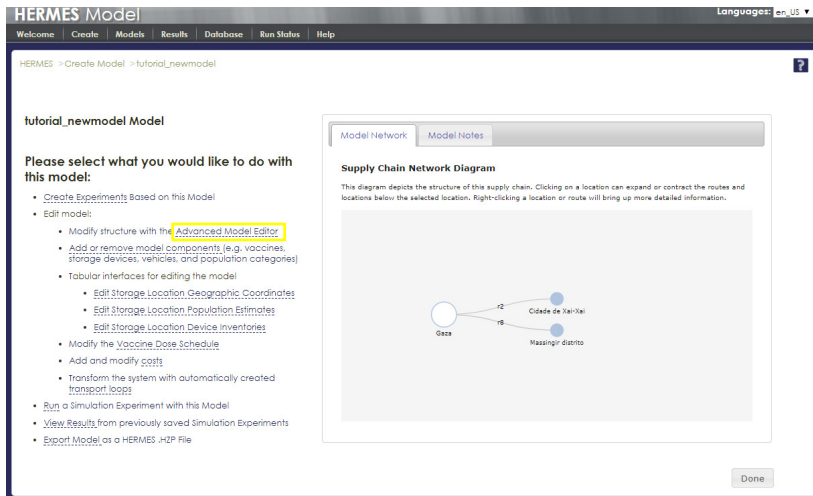 HERMES Model
Languages: en_US ▼
Welcome Create Models Results Database Run Status Help
HERMES >Create Model >tutorial_newmodel
?
tutorial_newmodel Model
Please select what you would like to do with
this model:
• Create Experiments Based on this Model
• Edit model:
• Modify structure with the Advanced Model Editor
• Add or remove model components (e.g. vaccines,
storage devices, vehicles, and population categories)
• Tabular interfaces for editing the model
• Edit Storage Location Geographic Coordinates
• Edit Storage Location Population Estimates
• Edit Storage Location Device Inventories
• Modify the Vaccine Dose Schedule
• Add and modify costs
• Transform the system with automatically created
transport loops
• Run a Simulation Experiment with this Model
• View Results from previously saved Simulation Experiments
• Export Model as a HERMES .HZP File
Model Network Model Notes
Supply Chain Network Diagram
This diagram depicts the structure of this supply chain. Clicking on a location can expand or contract the routes and
locations below the selected location. Right-clicking a location or route will bring up more detailed information.
r2
Cidade de Xai-Xai
r8
Gaza
Massingir distrito
Done